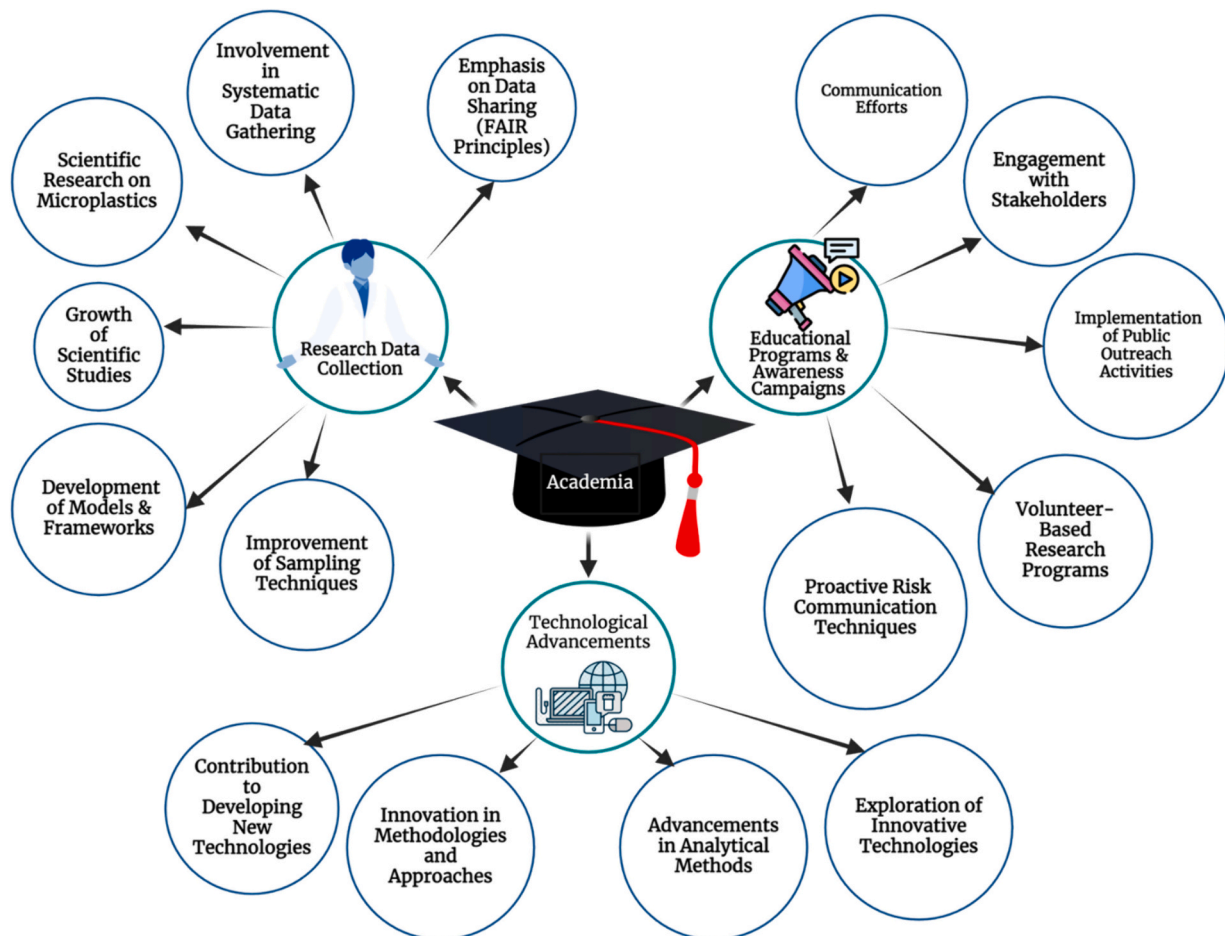 Involvement
in
Systematic
Data
Gathering
Emphasis
on Data
Sharing
(FAIR
Principles)
Communication
Efforts
Scientific
Research on
Microplastics
Engagement
with
Stakeholders
Growth
of
Scientific
Studies
Research Data
Collection
Educational
Programs &
Awareness
Campaigns
Implementation
of Public
Outreach
Activities
Academia
Development
of Models &
Frameworks
Improvement
of Sampling
Techniques
Volunteer-
Based
Research
Programs
Proactive Risk
Communication
Techniques
Technological
Advancements
Contribution
to
Developing
New
Technologies
Innovation in
Methodologies
and
Approaches
Advancements
in Analytical
Methods
Exploration of
Innovative
Technologies